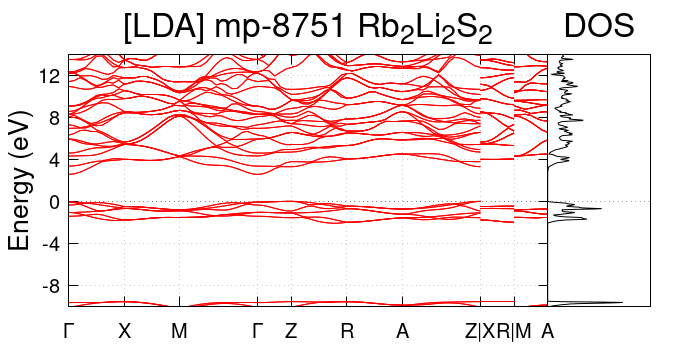 [LDA] mp-8751 Rb2Li2S2 DOS
12
8
4
0
-4
-8
Energy (eV)
Γ X M Γ Z R A Z|XR|M A